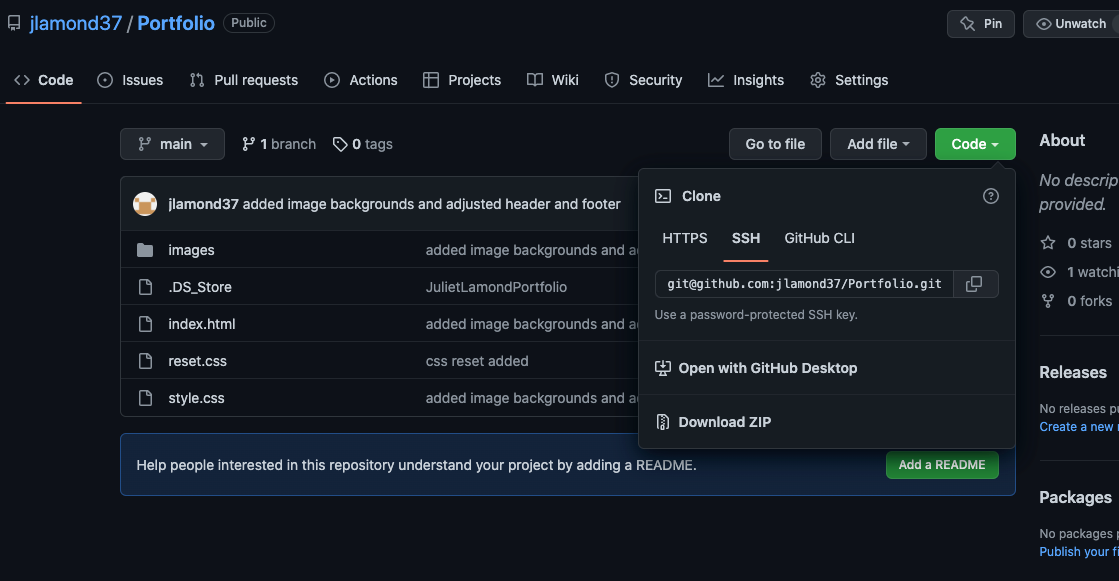 jlamond37 / Portfolio Public
Pin
Unwatch
Code
Issues
Pull requests
Actions
Projects
Wiki
Security
Insights
Settings
main
1 branch
0 tags
Go to file
Add file
Code
jlamond37 added image backgrounds and adjusted header and footer
images added image backgrounds and
.DS_Store JulietLamondPortfolio
index.html added image backgrounds and
reset.css css reset added
style.css added image backgrounds and
Help people interested in this repository understand your project by adding a README.
Add a README
Clone
HTTPS
SSH
GitHub CLI
git@github.com:jlamond37/Portfolio.git
Use a password-protected SSH key.
Open with GitHub Desktop
Download ZIP
About
No descrip
provided.
0 stars
1 watchi
0 forks
Releases
No releases
Create a new
Packages
No packages
Publish your